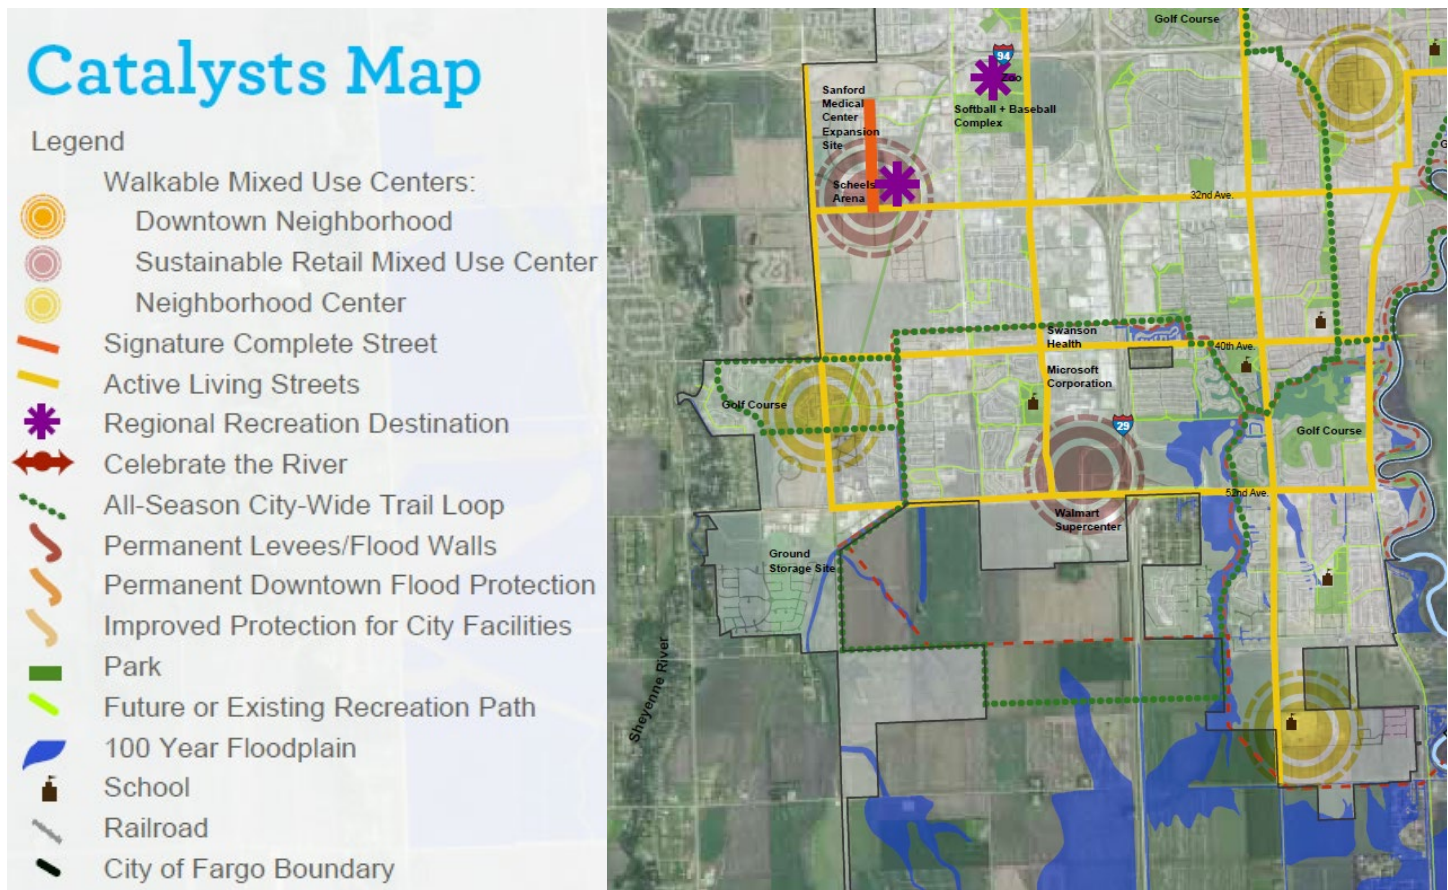 Catalysts Map
Legend
Walkable Mixed Use Centers:
Downtown Neighborhood
Sustainable Retail Mixed Use Center
Neighborhood Center
Signature Complete Street
Active Living Streets
Regional Recreation Destination
Celebrate the River
All-Season City-Wide Trail Loop
Permanent Levees/Flood Walls
Permanent Downtown Flood Protection
Improved Protection for City Facilities
Park
Future or Existing Recreation Path
100 Year Floodplain
School
Railroad
City of Fargo Boundary
Golf Course
94
Zoo
Softball + Baseball
Complex
Sanford
Medical
Center
Expansion
Site
Scheels
Arena
32nd Ave.
Swanson
Health
40th Ave.
Microsoft
Corporation
Golf Course
29
Golf Course
52nd Ave.
Walmart
Supercenter
Ground
Storage Site
Sheyenne River